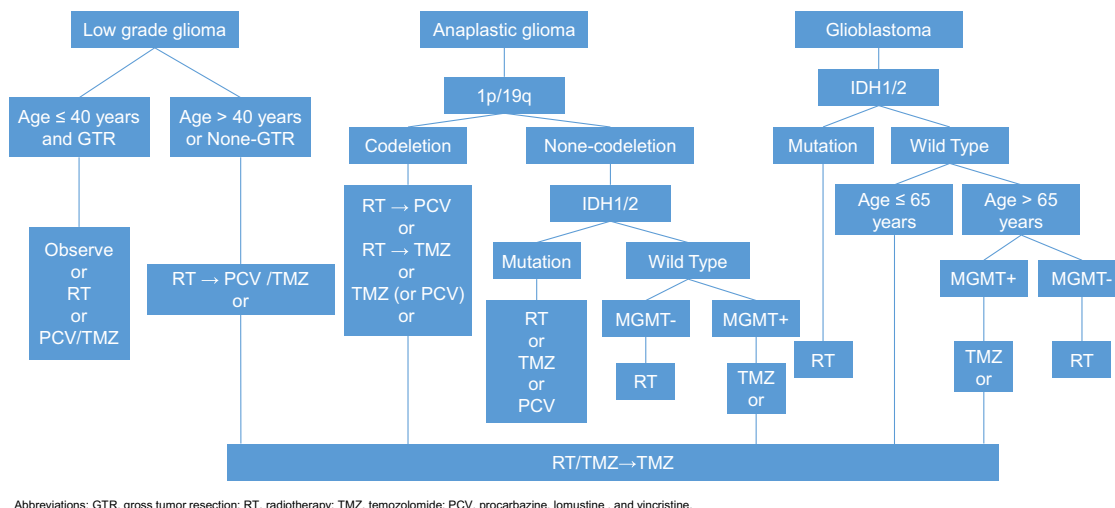 Low grade glioma
Anaplastic glioma
Glioblastoma
1p/19q
IDH1/2
Age ≤ 40 years
and GTR
Age > 40 years
or None-GTR
Codeletion
None-codeletion
Mutation
Wild Type
RT → PCV
or
RT → TMZ
or
TMZ (or PCV)
or
IDH1/2
Age ≤ 65
years
Age > 65
years
Observe
or
RT
or
PCV/TMZ
RT → PCV /TMZ
or
Mutation
Wild Type
MGMT+
MGMT-
RT
or
TMZ
or
PCV
MGMT-
MGMT+
RT
TMZ
or
RT
TMZ
or
RT
RT/TMZ→TMZ
Abbreviations: GTR, gross tumor resection; RT, radiotherapy; TMZ, temozolomide; PCV, procarbazine, lomustine , and vincristine.